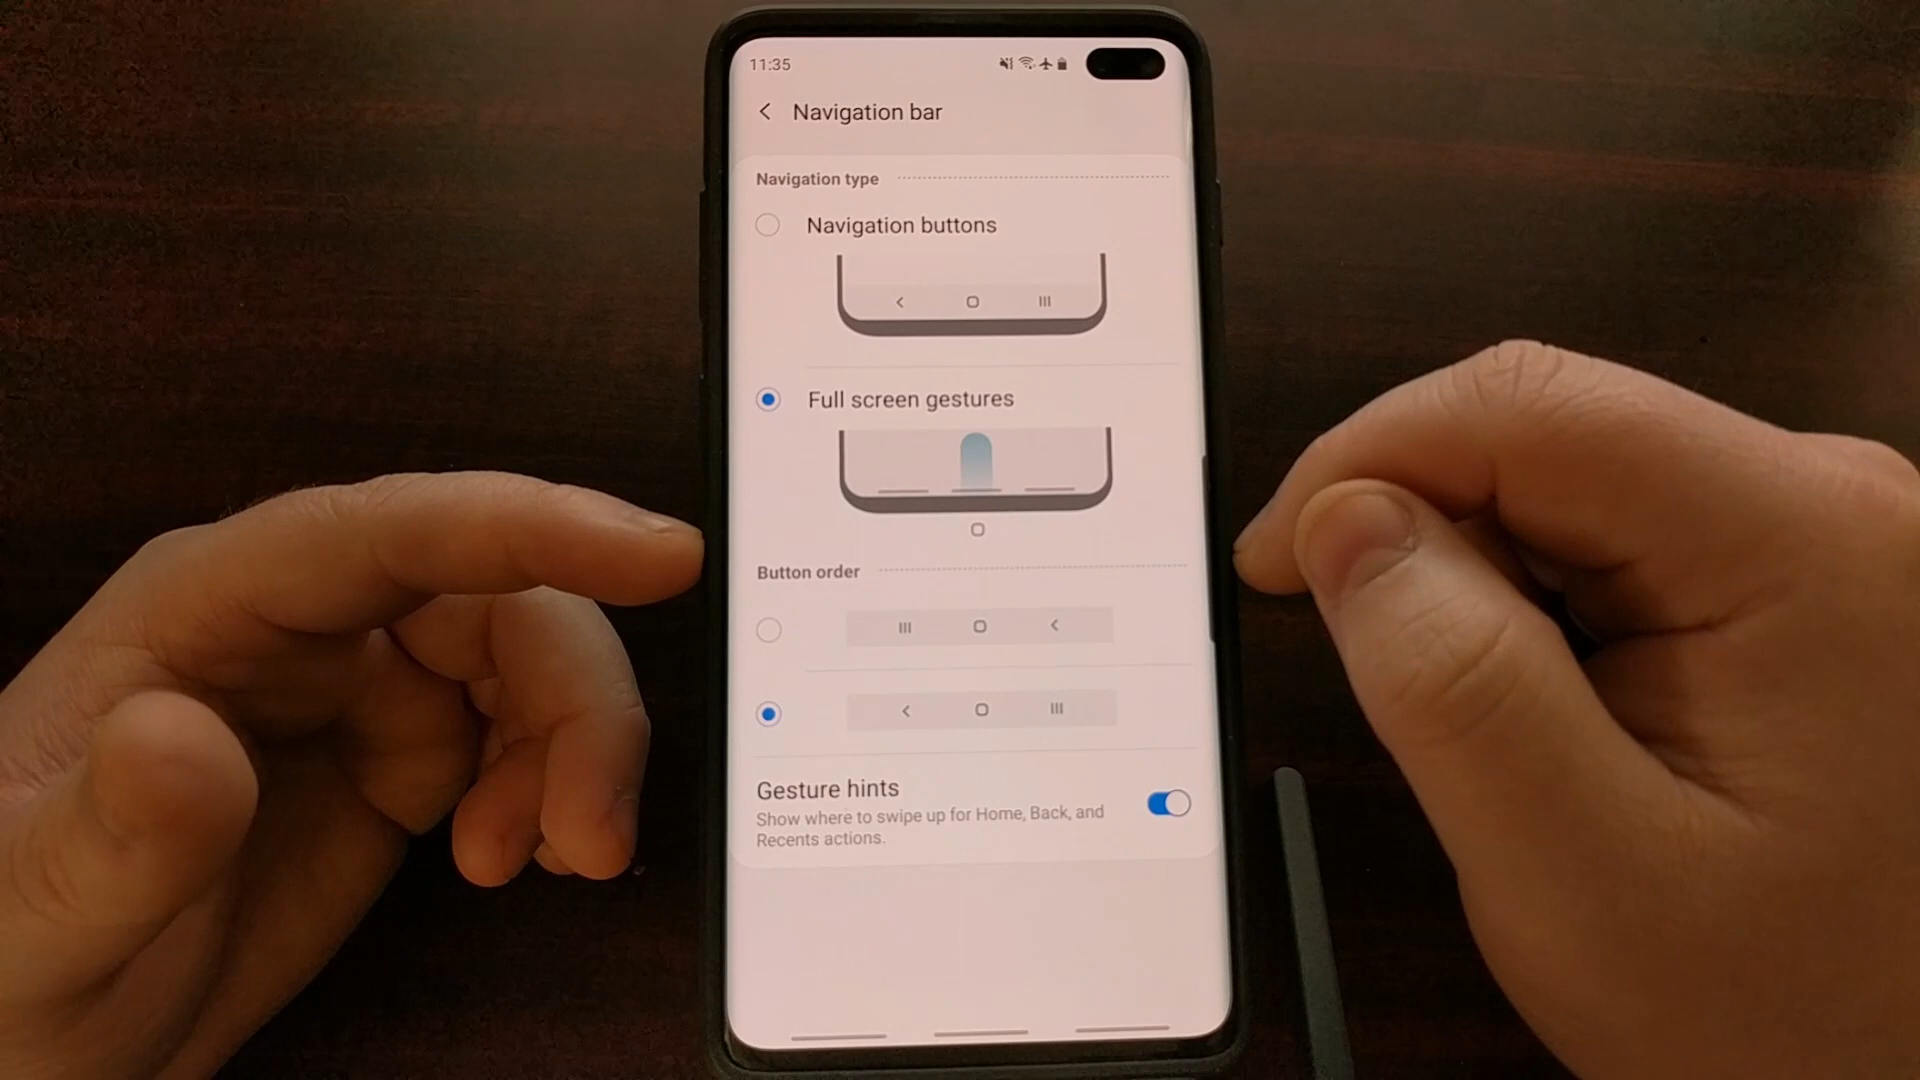 11:35
Navigation bar
Navigation type
Navigation buttons
Full screen gestures
Button order
Gesture hints
Show where to swipe up for Home, Back, and
Recents actions.